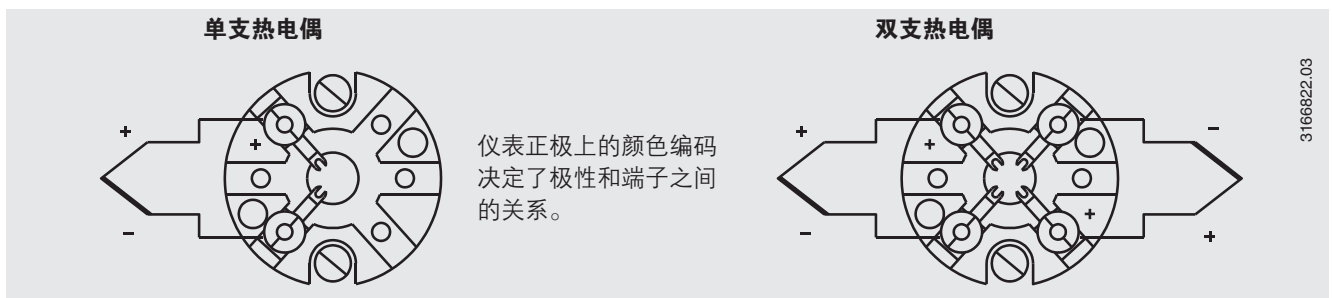 单支热电偶
双支热电偶
+
-
+
仪表正极上的颜色编码
决定了极性和端子之间
的关系。
+
-
+
+
-
+
3166822.03